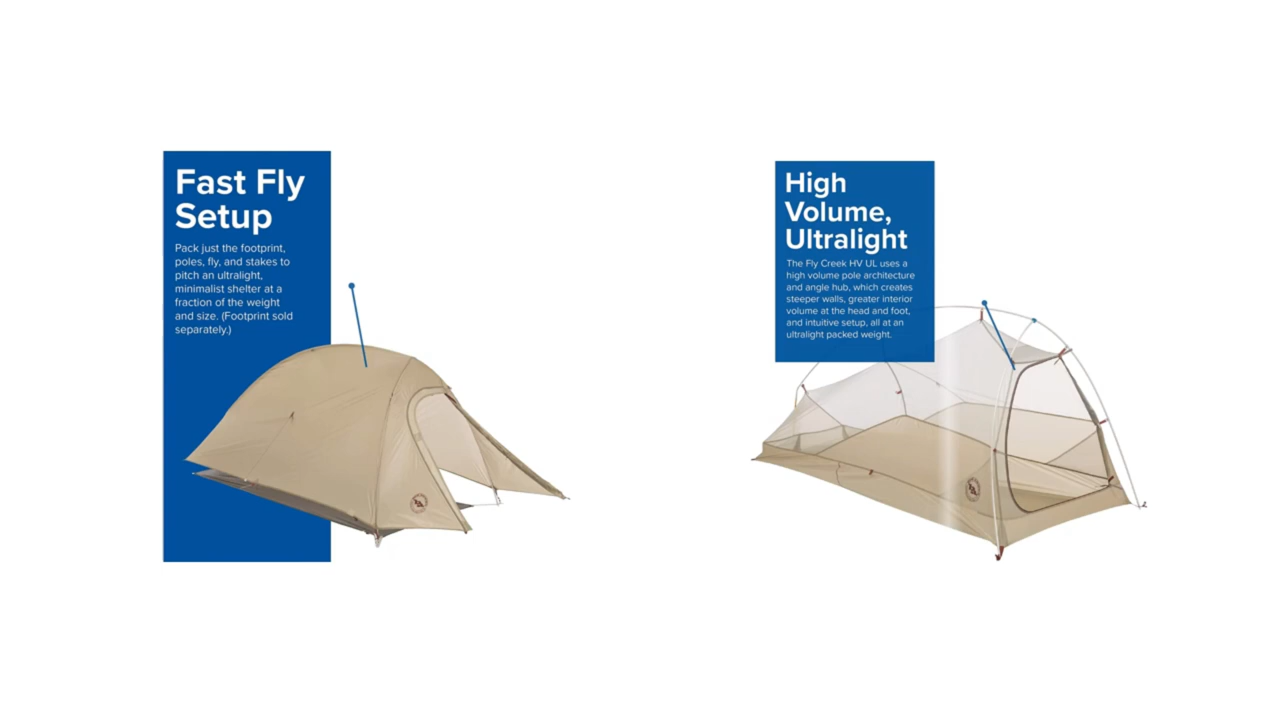 Fast Fly
Setup
Pack just the footprint,
poles, fly, and stakes to
pitch an ultralight,
minimalist shelter at a
fraction of the weight
and size. (Footprint sold
separately.)
High
Volume,
Ultralight
The Fly Creek HV UL uses a
high volume pole architecture
and angle hub, which creates
steeper walls, greater interior
volume at the head and foot,
and intuitive setup, all at an
ultralight packed weight.